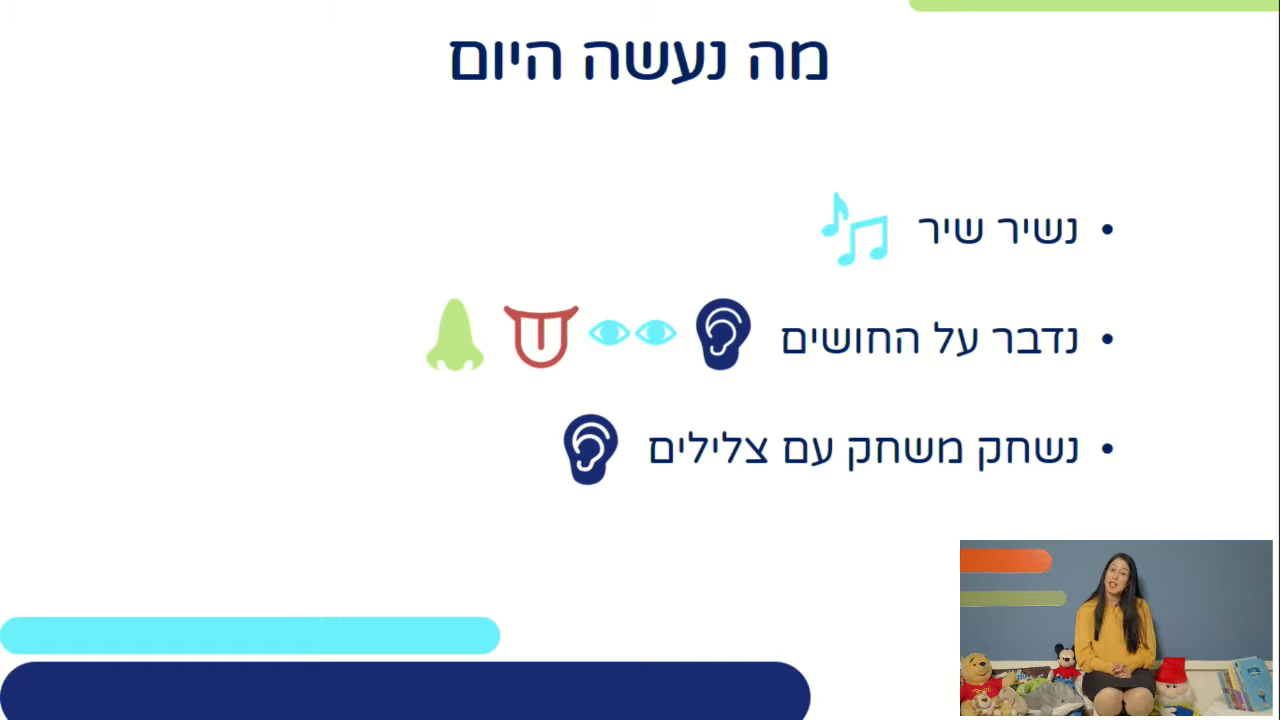 מה נעשה היום
• נשיר שיר
• נדבר על החושים
• נשחק משחק עם צלילים